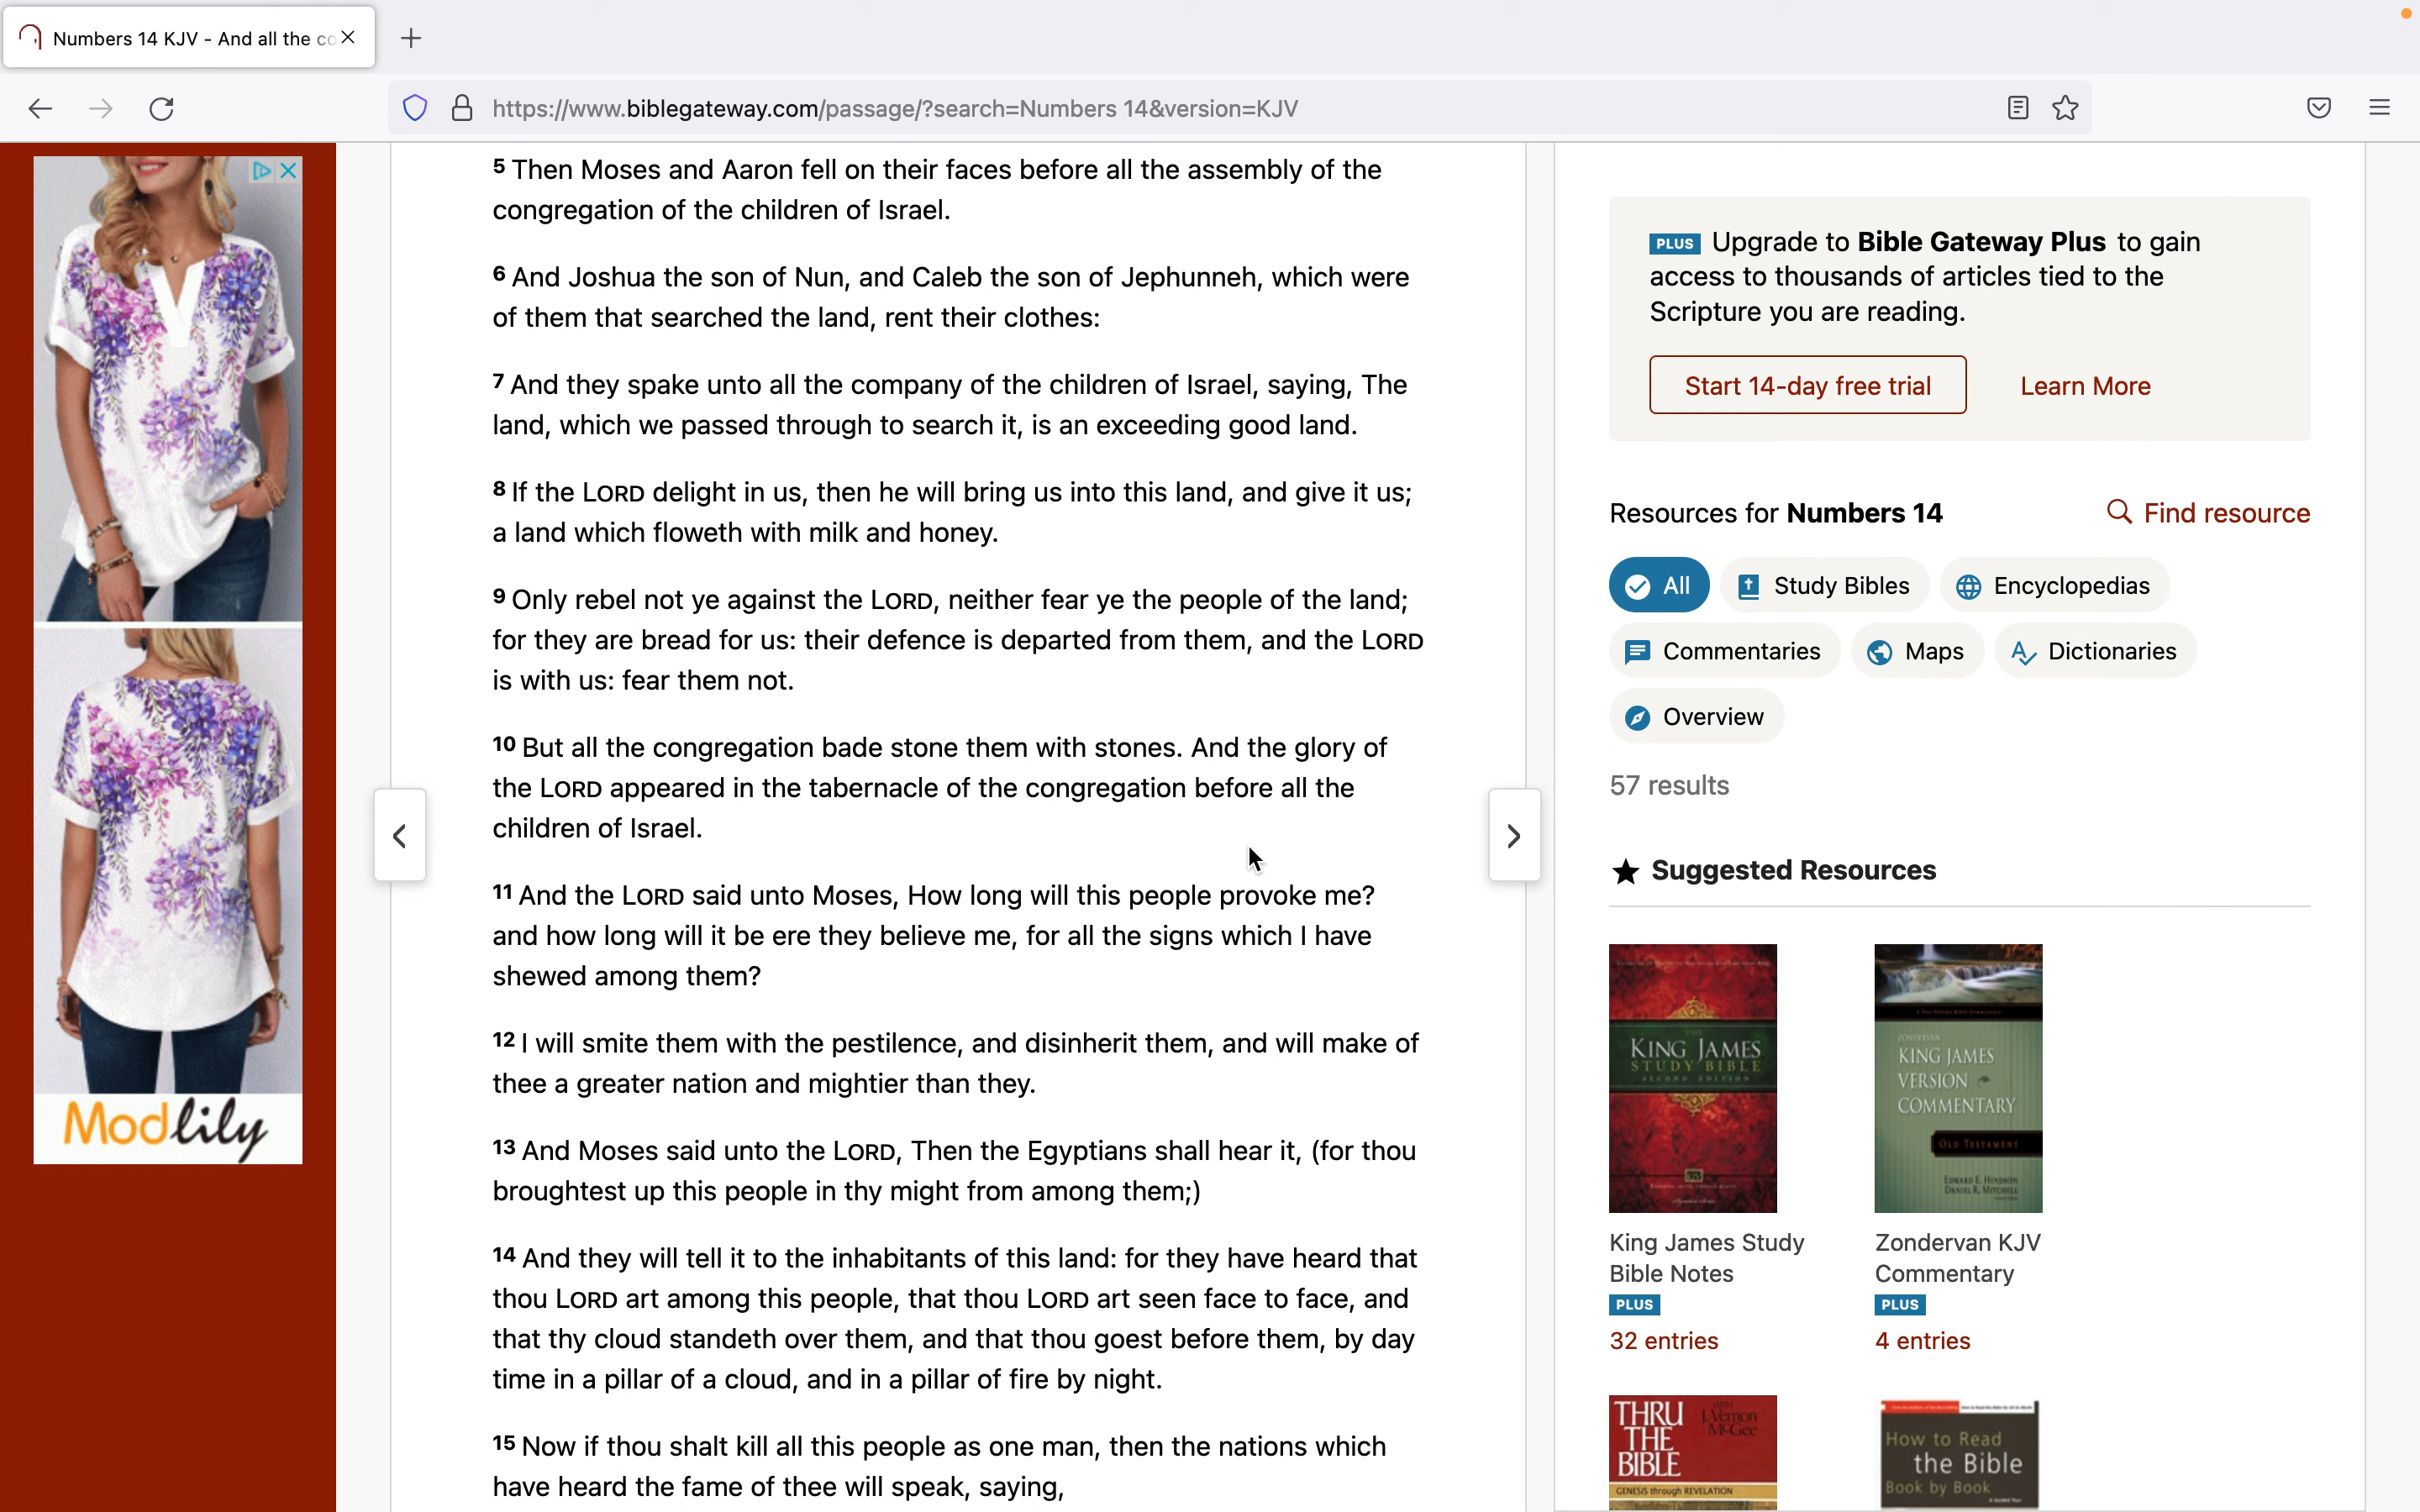 Numbers 14 KJV - And all the co
https://www.biblegateway.com/passage/?search=Numbers 14&version=KJV
Modlily
5 Then Moses and Aaron fell on their faces before all the assembly of the
congregation of the children of Israel.
6 And Joshua the son of Nun, and Caleb the son of Jephunneh, which were
of them that searched the land, rent their clothes:
7 And they spake unto all the company of the children of Israel, saying, The
land, which we passed through to search it, is an exceeding good land.
8 If the LORD delight in us, then he will bring us into this land, and give it us;
a land which floweth with milk and honey.
9 Only rebel not ye against the LORD, neither fear ye the people of the land;
for they are bread for us: their defence is departed from them, and the LORD
is with us: fear them not.
10 But all the congregation bade stone them with stones. And the glory of
the LORD appeared in the tabernacle of the congregation before all the
children of Israel.
11 And the LORD said unto Moses, How long will this people provoke me?
and how long will it be ere they believe me, for all the signs which I have
shewed among them?
12 I will smite them with the pestilence, and disinherit them, and will make of
thee a greater nation and mightier than they.
13 And Moses said unto the LORD, Then the Egyptians shall hear it, (for thou
broughtest up this people in thy might from among them;)
14 And they will tell it to the inhabitants of this land: for they have heard that
thou LORD art among this people, that thou LORD art seen face to face, and
that thy cloud standeth over them, and that thou goest before them, by day
time in a pillar of a cloud, and in a pillar of fire by night.
15 Now if thou shalt kill all this people as one man, then the nations which
have heard the fame of thee will speak, saying,
PLUS Upgrade to Bible Gateway Plus to gain
access to thousands of articles tied to the
Scripture you are reading.
Start 14-day free trial Learn More
Resources for Numbers 14 Find resource
All Study Bibles Encyclopedias
Commentaries Maps Dictionaries
Overview
57 results
Suggested Resources
THE
KING JAMES
STUDY BIBLE
SECOND EDITION
King James Study
Bible Notes
PLUS
32 entries
ZONDERVAN
KING JAMES
VERSION
COMMENTARY
OLD TESTAMENT
EDWARD E. HINDSON
DANIEL R. MITCHELL
Zondervan KJV
Commentary
PLUS
4 entries
THRU
THE
BIBLE
WITH
J. Vernon
McGee
GENESIS through REVELATION
How to Read
the Bible
Book by Book